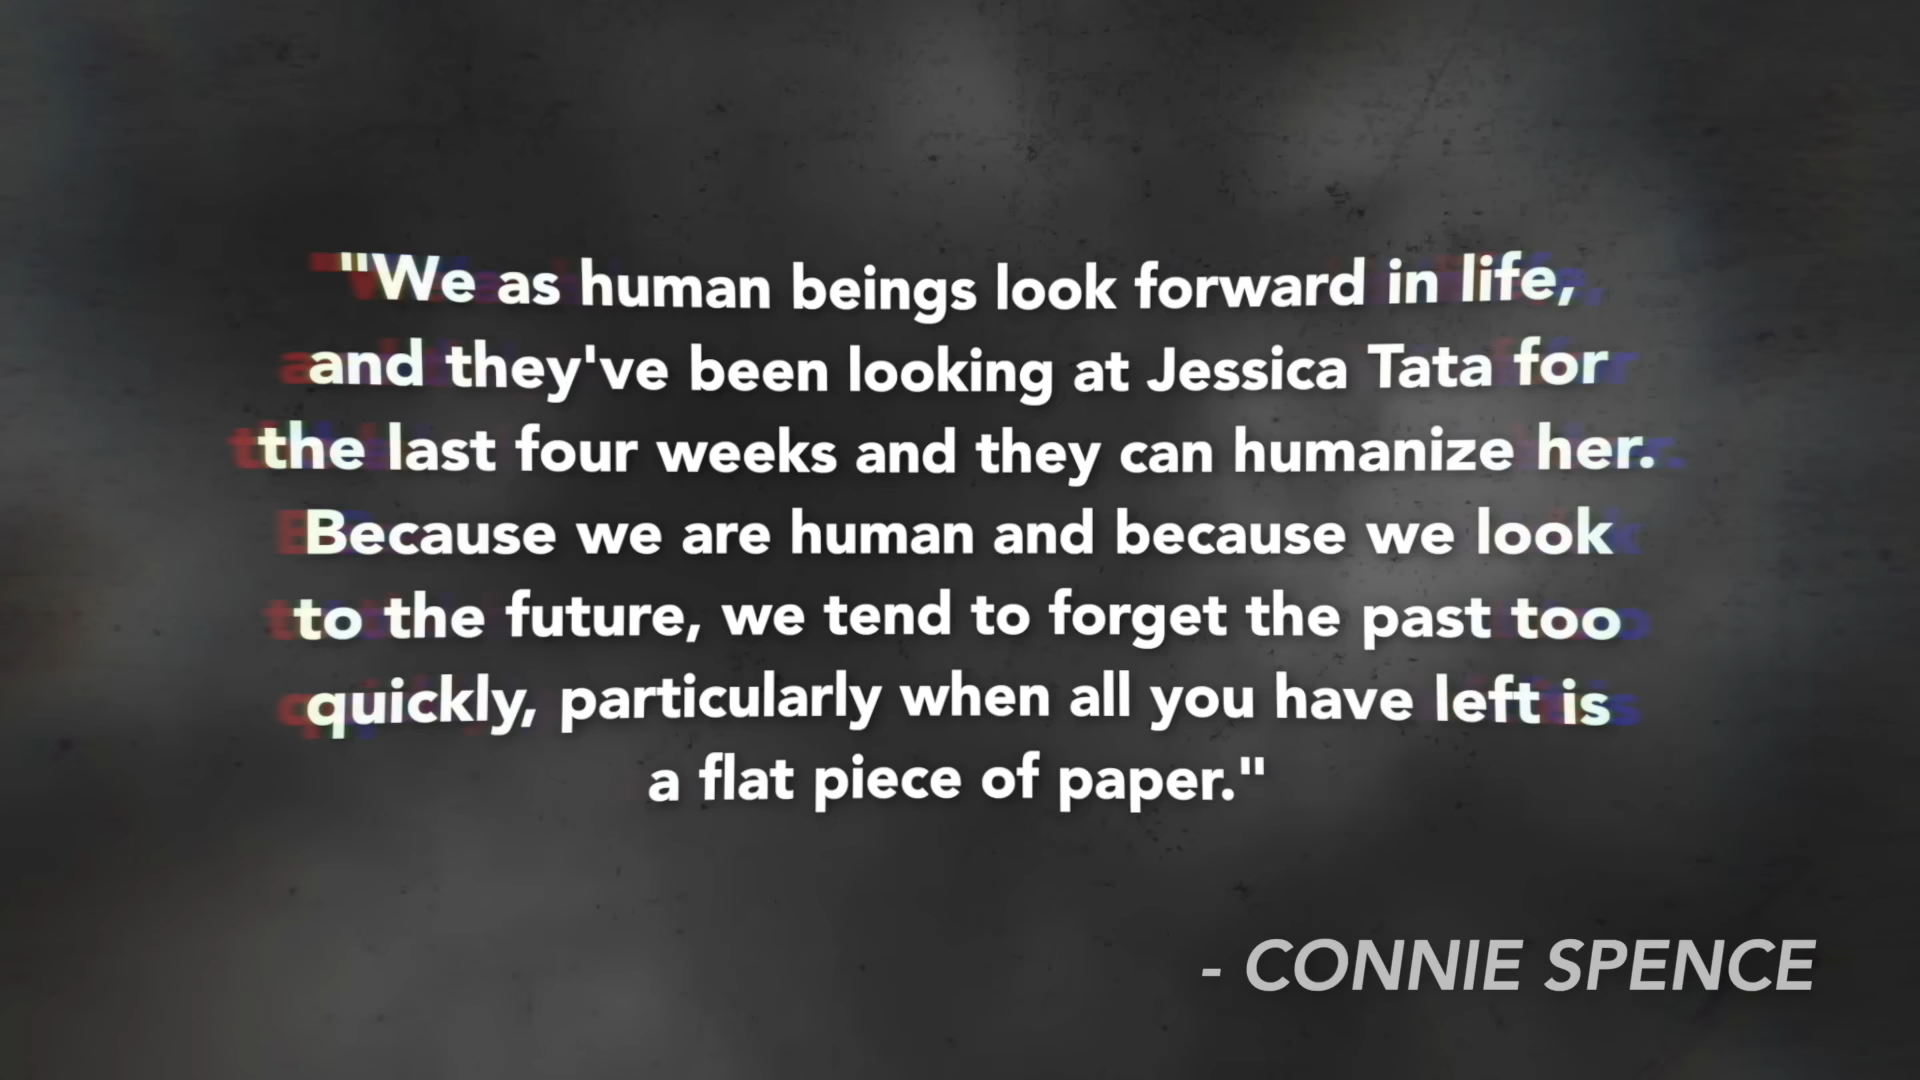 "We as human beings look forward in life,
and they've been looking at Jessica Tata for
the last four weeks and they can humanize her.
Because we are human and because we look
to the future, we tend to forget the past too
quickly, particularly when all you have left is
a flat piece of paper."
- CONNIE SPENCE